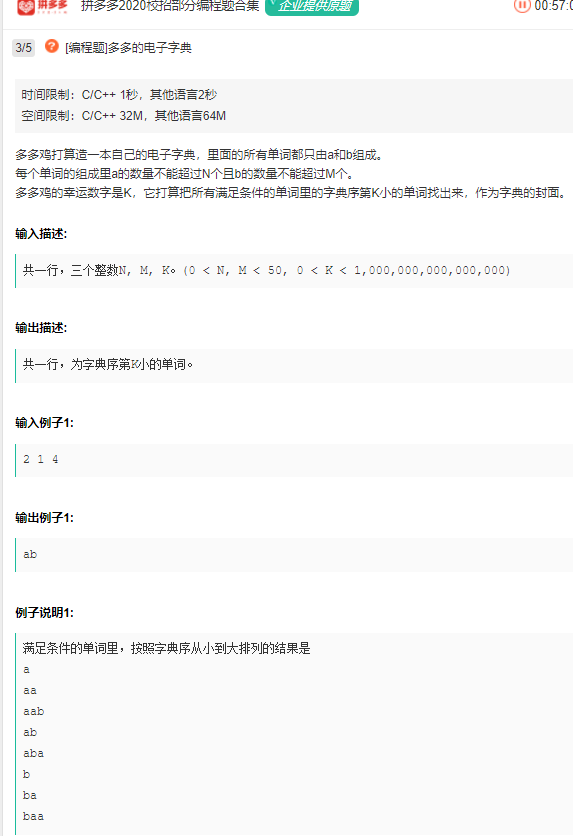 拼多多 拼多多2020校招部分编程题合集 企业提供原题 00:57:0
3/5 ? [编程题]多多的电子字典
时间限制：C/C++ 1秒，其他语言2秒
空间限制：C/C++ 32M，其他语言64M
多多鸡打算造一本自己的电子字典，里面的所有单词都只由a和b组成。
每个单词的组成里a的数量不能超过N个且b的数量不能超过M个。
多多鸡的幸运数字是K，它打算把所有满足条件的单词里的字典序第K小的单词找出来，作为字典的封面。
输入描述:
共一行，三个整数N, M, K。(0 < N, M < 50, 0 < K < 1,000,000,000,000,000)
输出描述:
共一行，为字典序第K小的单词。
输入例子1:
2 1 4
输出例子1:
ab
例子说明1:
满足条件的单词里，按照字典序从小到大排列的结果是
a
aa
aab
ab
aba
b
ba
baa